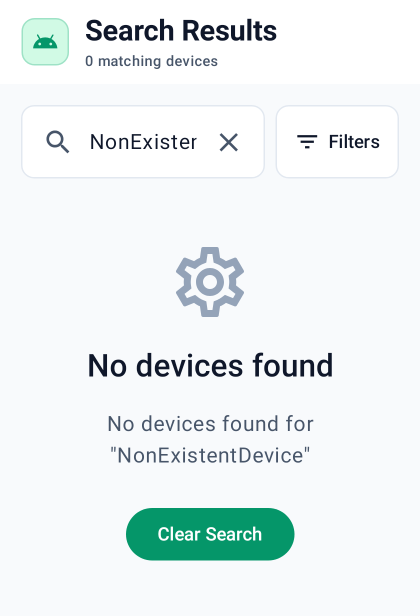 Search Results
0 matching devices
NonExister
Filters
No devices found
No devices found for
"NonExistentDevice"
Clear Search